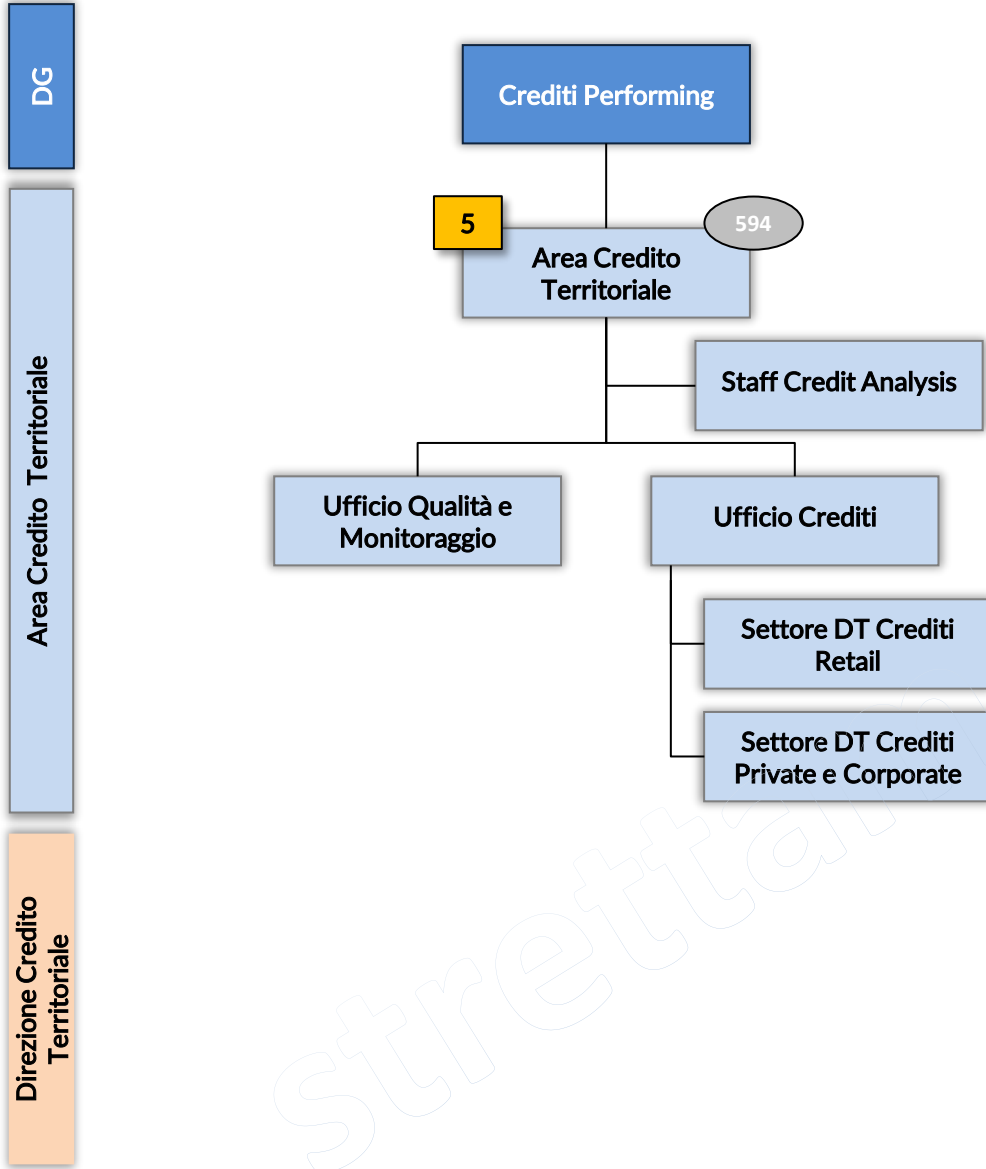 DG
Crediti Performing
5
594
Area Credito
Territoriale
Staff Credit Analysis
Area Credito Territoriale
Ufficio Qualità e
Monitoraggio
Ufficio Crediti
Settore DT Crediti
Retail
Settore DT Crediti
Private e Corporate
Direzione Credito
Territoriale
strettam